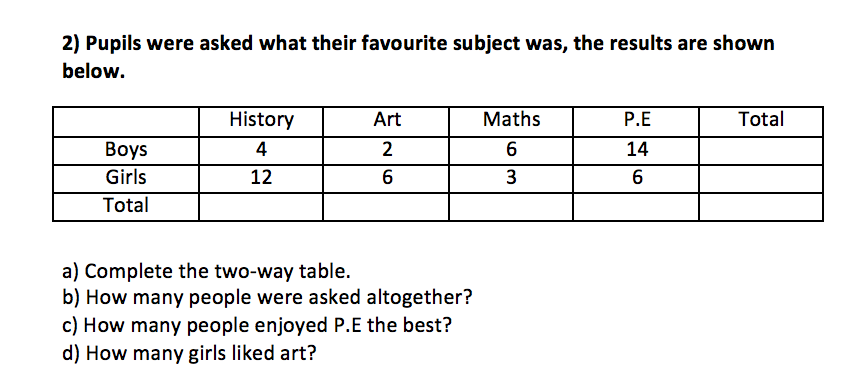 2) Pupils were asked what their favourite subject was, the results are shown
below.
History Art Maths P.E Total
Boys 4 2 6 14
Girls 12 6 3 6
Total
a) Complete the two-way table.
b) How many people were asked altogether?
c) How many people enjoyed P.E the best?
d) How many girls liked art?